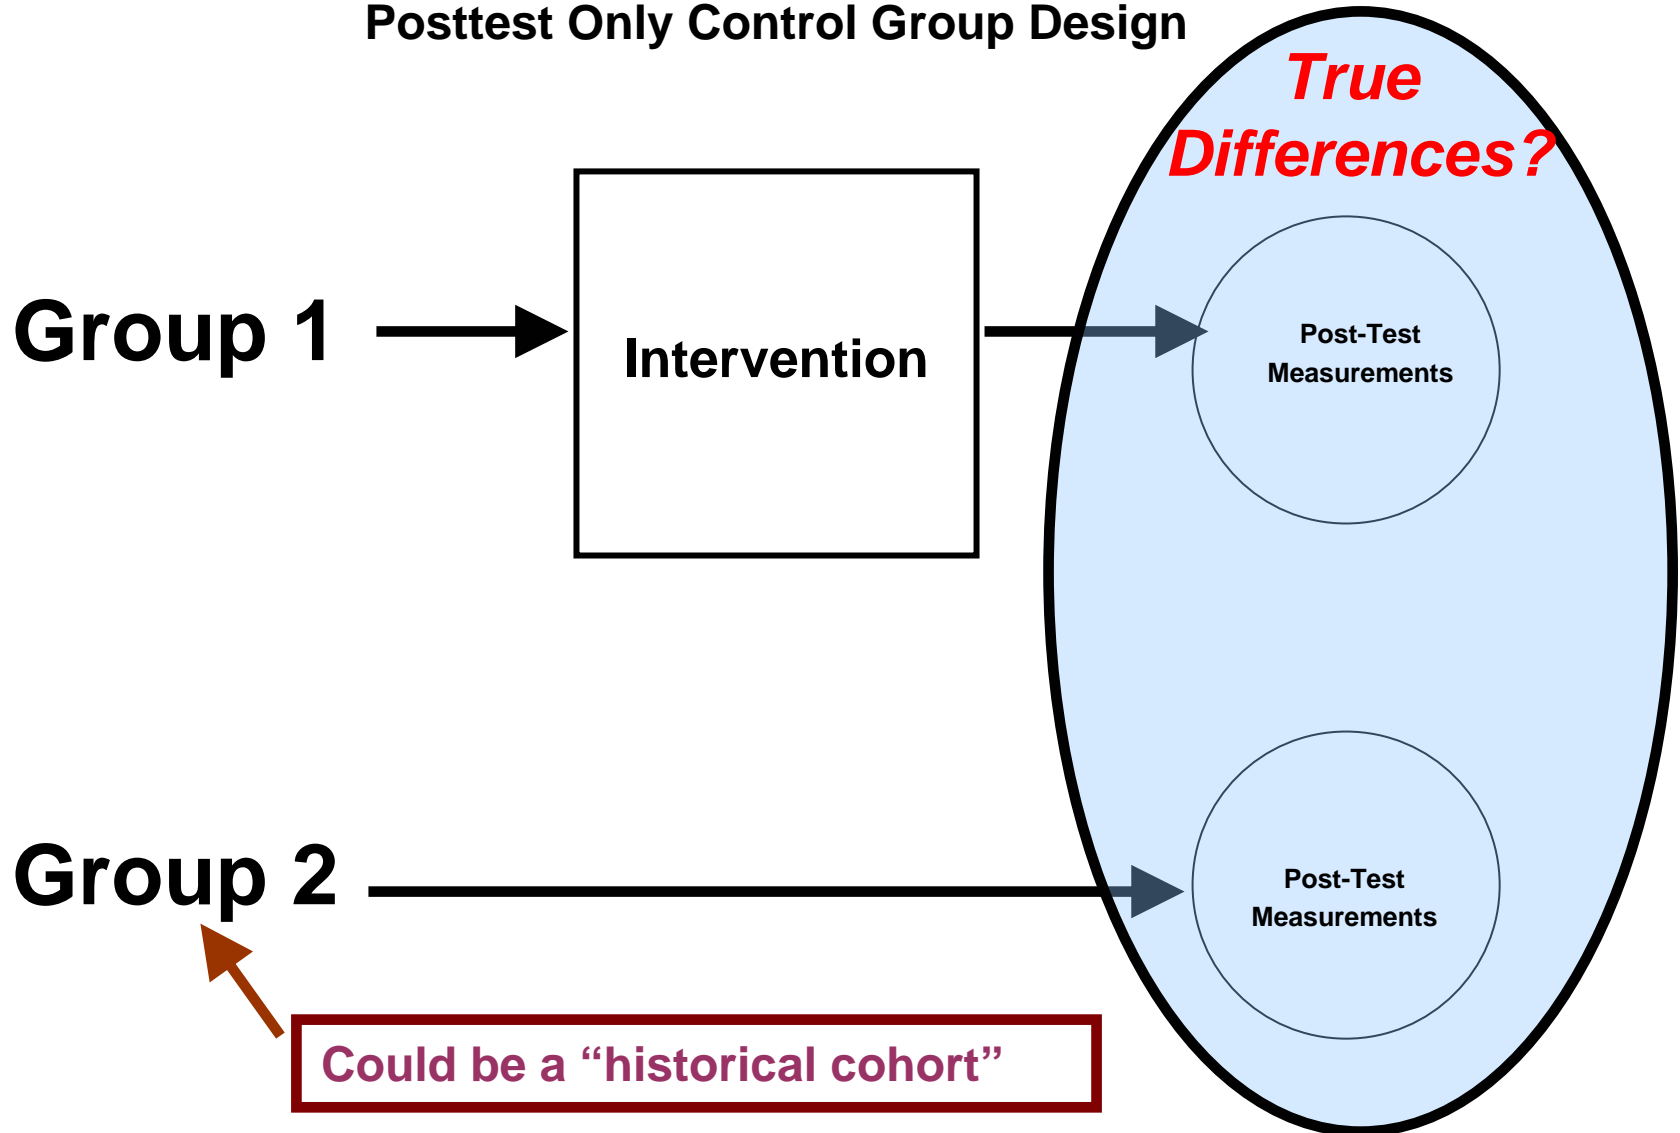 Posttest Only Control Group Design
True
Differences?
Group 1
Intervention
Post-Test
Measurements
Group 2
Post-Test
Measurements
Could be a “historical cohort”